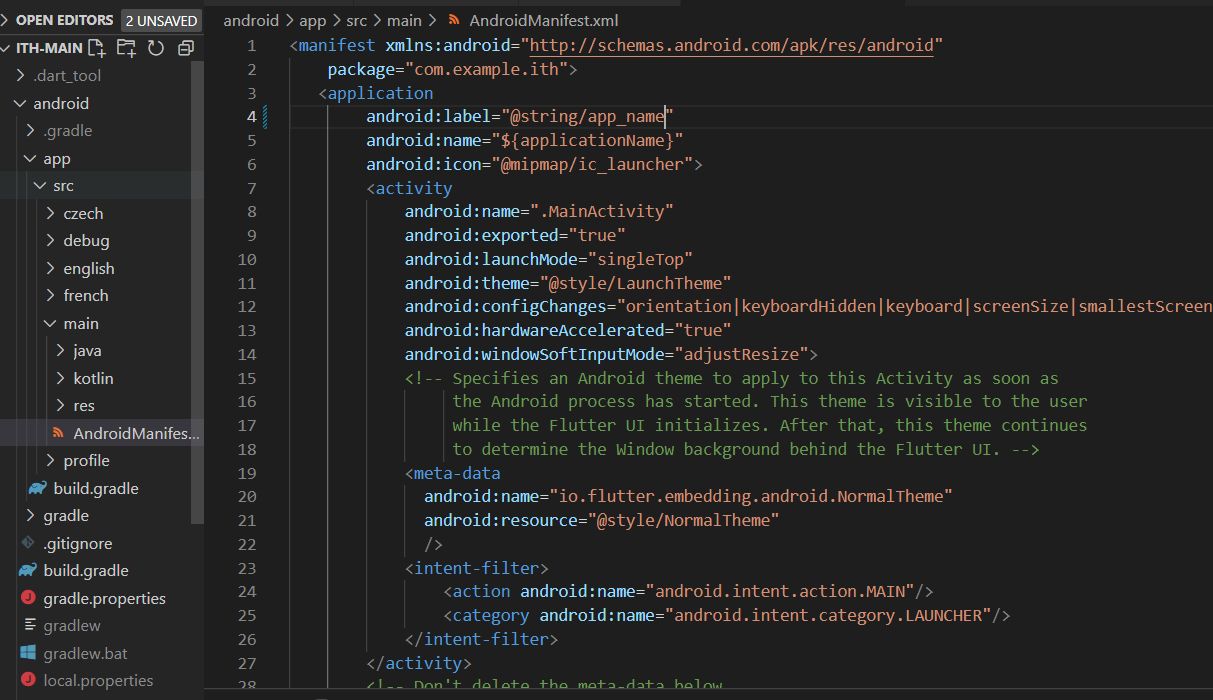 OPEN EDITORS 2 UNSAVED
ITH-MAIN
.dart_tool
android
.gradle
app
src
czech
debug
english
french
main
java
kotlin
res
AndroidManifes...
profile
build.gradle
gradle
.gitignore
build.gradle
gradle.properties
gradlew
gradlew.bat
local.properties
android > app > src > main > AndroidManifest.xml
1 <manifest xmlns:android="http://schemas.android.com/apk/res/android"
2 package="com.example.ith">
3 <application
4 android:label="@string/app_name"
5 android:name="${applicationName}"
6 android:icon="@mipmap/ic_launcher">
7 <activity
8 android:name=".MainActivity"
9 android:exported="true"
10 android:launchMode="singleTop"
11 android:theme="@style/LaunchTheme"
12 android:configChanges="orientation|keyboardHidden|keyboard|screenSize|smallestScreen
13 android:hardwareAccelerated="true"
14 android:windowSoftInputMode="adjustResize">
15 <!-- Specifies an Android theme to apply to this Activity as soon as
16 the Android process has started. This theme is visible to the user
17 while the Flutter UI initializes. After that, this theme continues
18 to determine the Window background behind the Flutter UI. -->
19 <meta-data
20 android:name="io.flutter.embedding.android.NormalTheme"
21 android:resource="@style/NormalTheme"
22 />
23 <intent-filter>
24 <action android:name="android.intent.action.MAIN"/>
25 <category android:name="android.intent.category.LAUNCHER"/>
26 </intent-filter>
27 </activity>
28 <!-- Don't delete the meta-data below